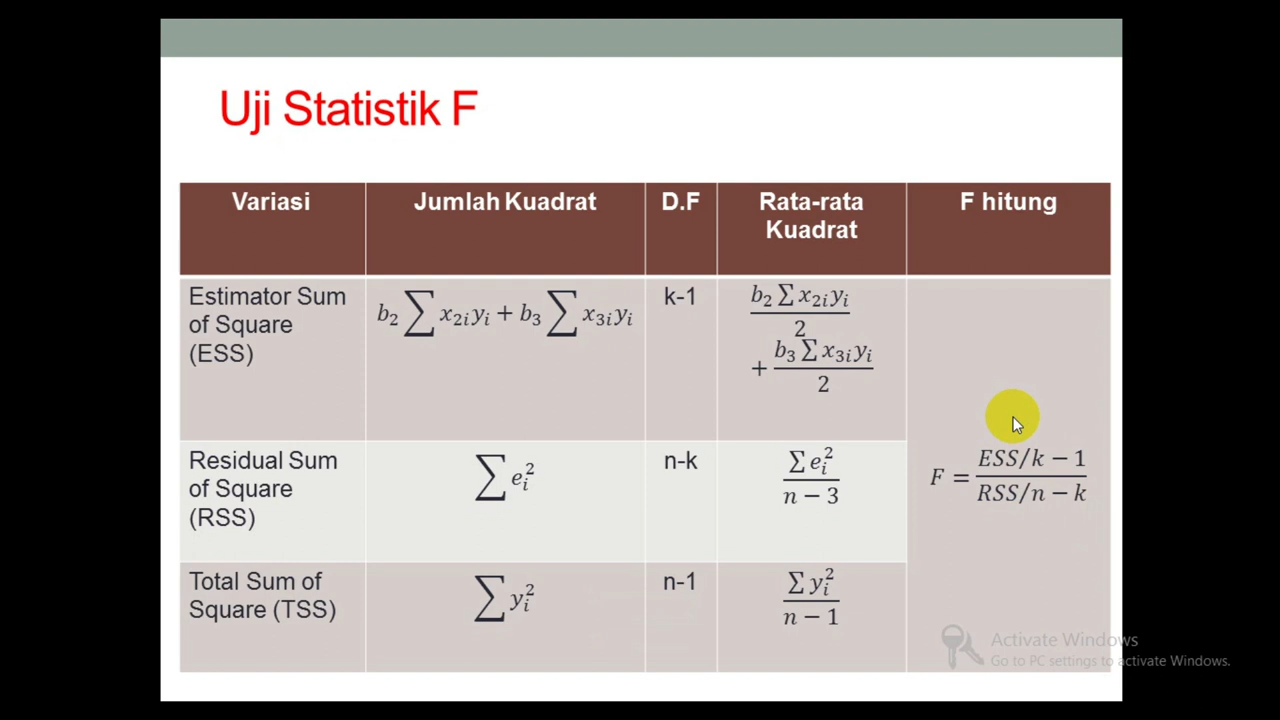 Uji Statistik F
Variasi
Jumlah Kuadrat
D.F
Rata-rata
Kuadrat
F hitung
Estimator Sum
of Square
(ESS)
b₂ ∑ x₂ᵢyᵢ + b₃ ∑ x₃ᵢyᵢ
k-1
b₂ ∑ x₂ᵢyᵢ
2
+ b₃ ∑ x₃ᵢyᵢ
2
Residual Sum
of Square
(RSS)
∑ eᵢ²
n-k
∑ eᵢ²
n − 3
F = ESS/k − 1
RSS/n − k
Total Sum of
Square (TSS)
∑ yᵢ²
n-1
∑ yᵢ²
n − 1
Activate Windows
Go to PC settings to activate Windows.